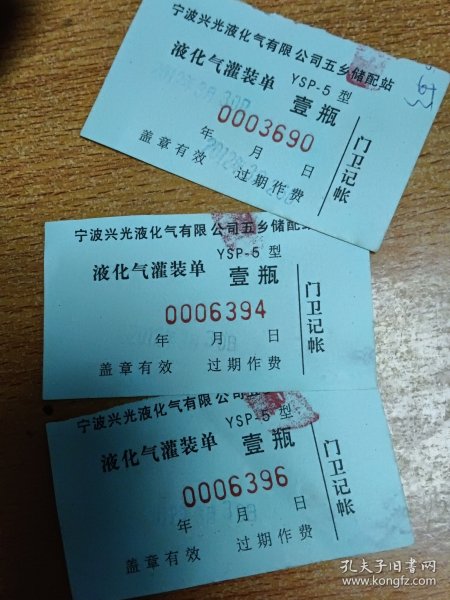 宁波兴光液化气有限公司五乡储配站
液化气灌装单 YSP-5 型
壹瓶
0003690
年 月 日
盖章有效 过期作费
门卫记帐
宁波兴光液化气有限公司五乡储配
液化气灌装单 YSP-5 型
壹瓶
0006394
年 月 日
盖章有效 过期作费
门卫记帐
宁波兴光液化气有限公司
液化气灌装单 YSP-5 型
壹瓶
0006396
年 月 日
盖章有效 过期作费
门卫记帐
孔夫子旧书网
www.kongfz.com